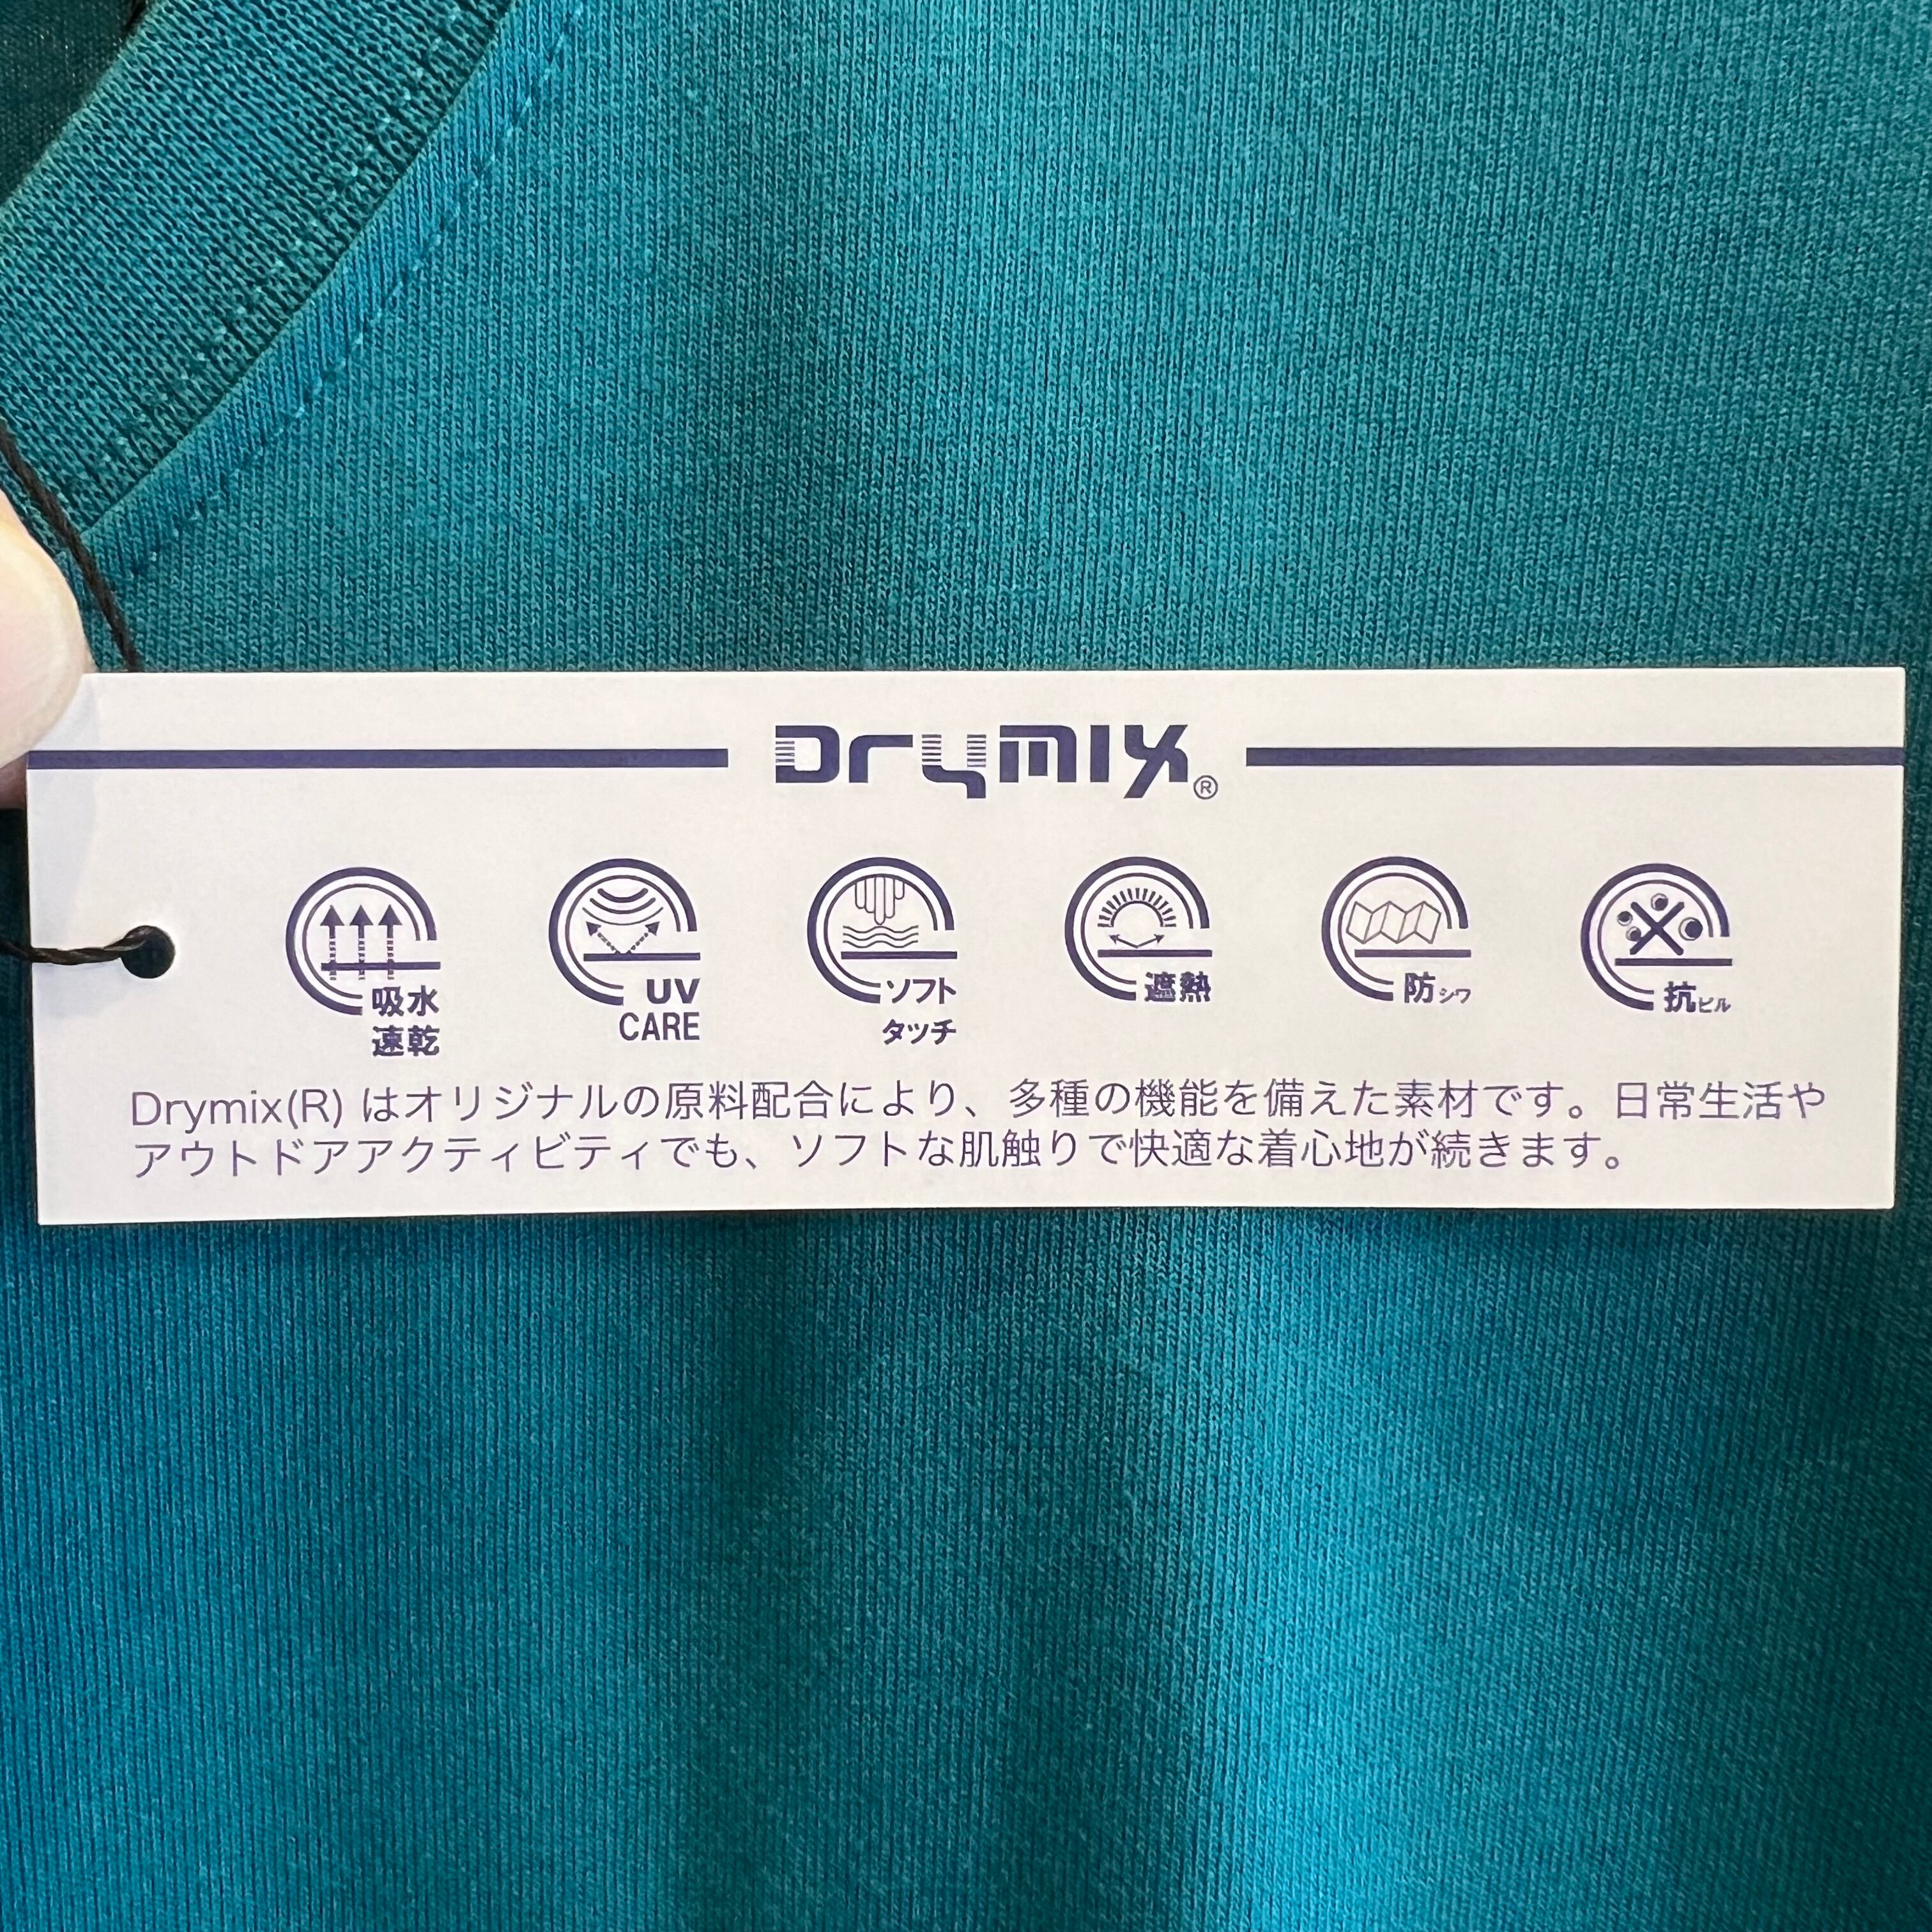 Drymix®
吸水
速乾
UV
CARE
ソフト
タッチ
遮熱
防シワ
抗ピル
Drymix(R) はオリジナルの原料配合により、多種の機能を備えた素材です。日常生活や
アウトドアアクティビティでも、ソフトな肌触りで快適な着心地が続きます。